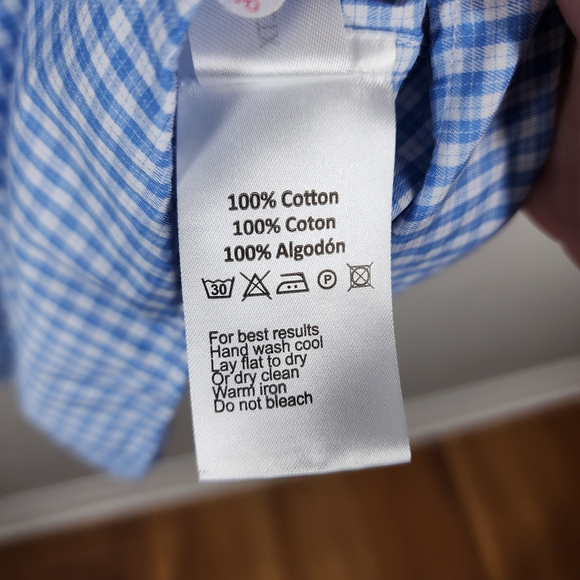 100% Cotton
100% Coton
100% Algodón
30 P
For best results
Hand wash cool
Lay flat to dry
Or dry clean
Warm iron
Do not bleach